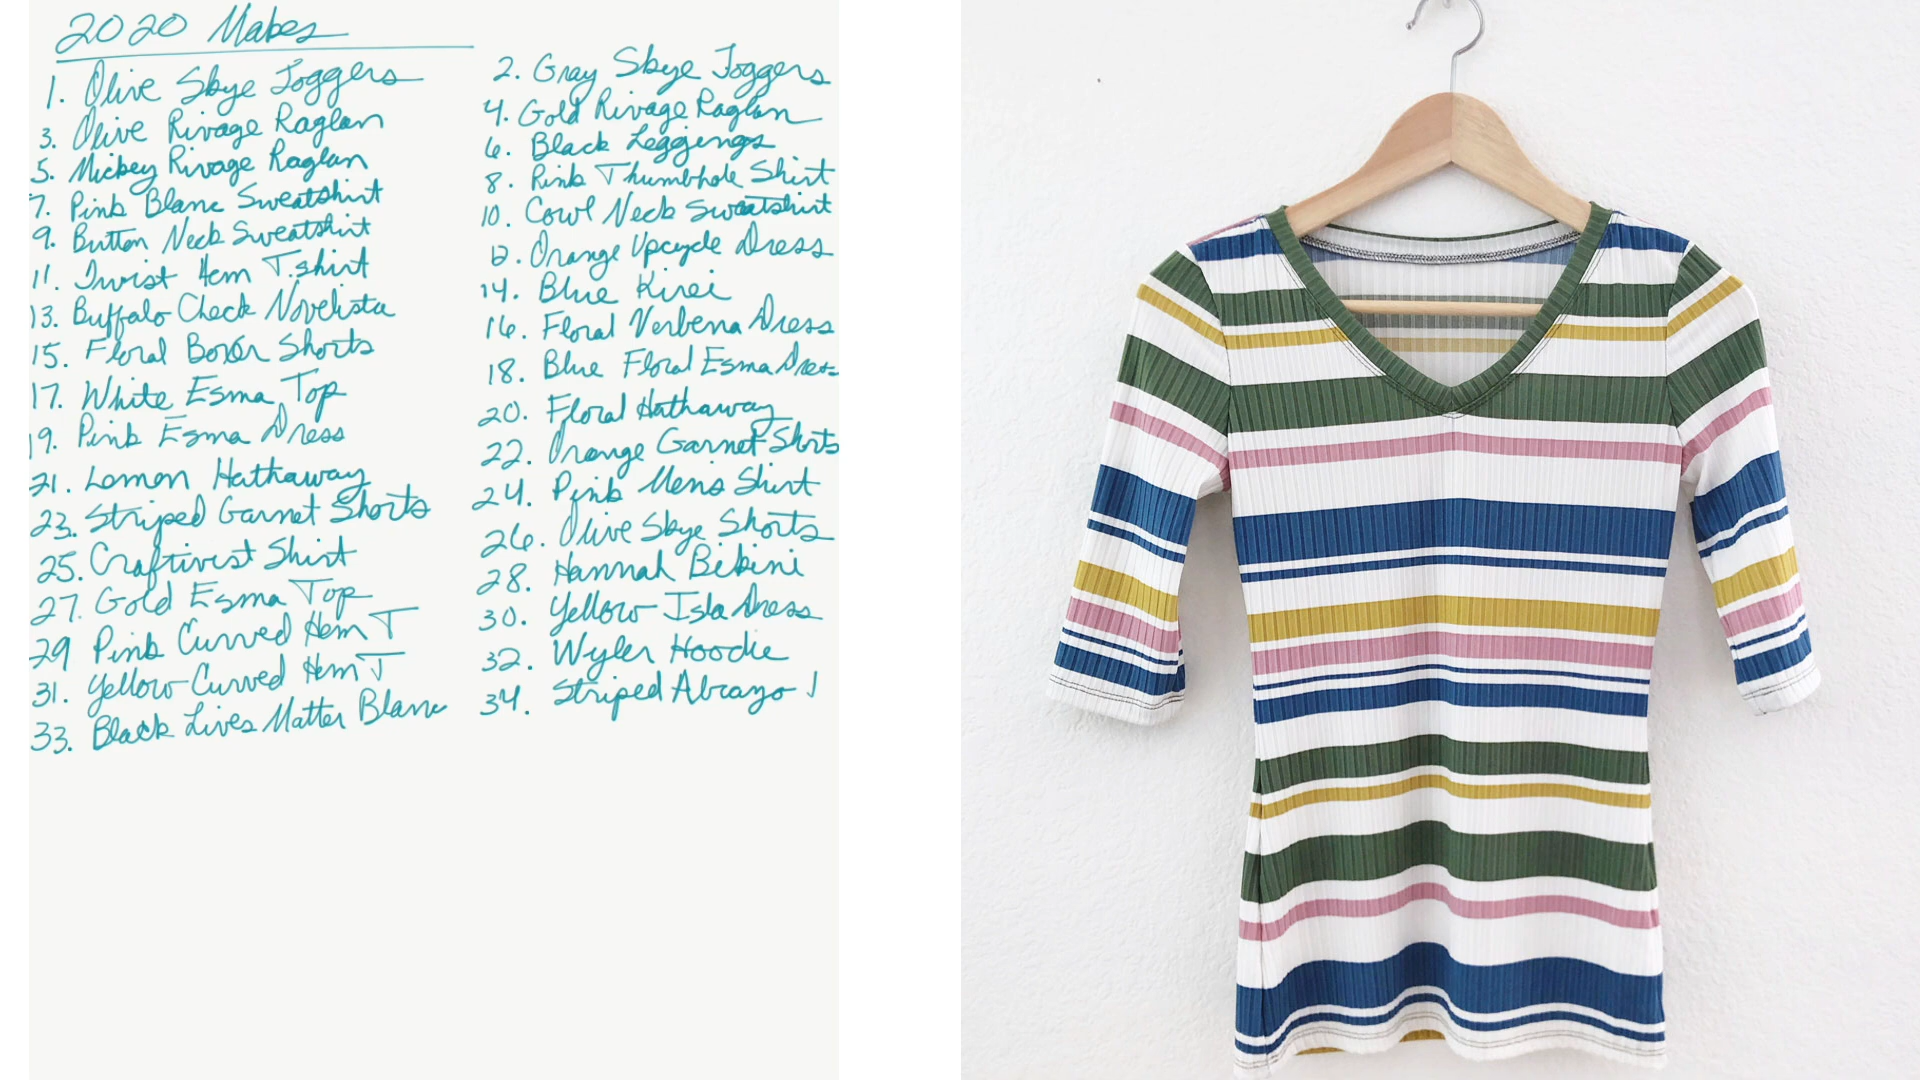 2020 Makes
1. Olive Skye Joggers
2. Gray Skye Joggers
3. Olive Rivage Raglan
4. Gold Rivage Raglan
5. Mickey Rivage Raglan
6. Black Leggings
7. Pink Blanc Sweatshirt
8. Pink Thumbhole Shirt
9. Button Neck Sweatshirt
10. Cowl Neck Sweatshirt
11. Twist Hem T.shirt
12. Orange Upcycle Dress
13. Buffalo Check Novelista
14. Blue Kirei
15. Floral Boxer Shorts
16. Floral Verbena Dress
17. White Esma Top
18. Blue Floral Esma Dress
19. Pink Esma Dress
20. Floral Hathaway
21. Lemon Hathaway
22. Orange Garnet Shorts
23. Striped Garnet Shorts
24. Pink Mens Shirt
25. Craftivist Shirt
26. Olive Skye Shorts
27. Gold Esma Top
28. Hannah Bikini
29 Pink Curved Hem T
30. Yellow Isla Dress
31. Yellow Curved Hem T
32. Wyler Hoodie
33. Black Lives Matter Blanc
34. Striped Abrazo